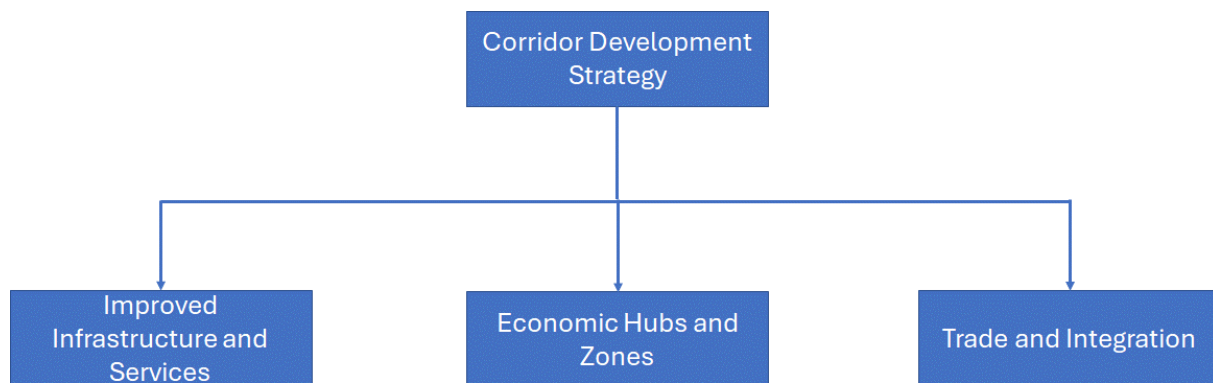 Corridor Development
Strategy
Improved
Infrastructure and
Services
Economic Hubs and
Zones
Trade and Integration